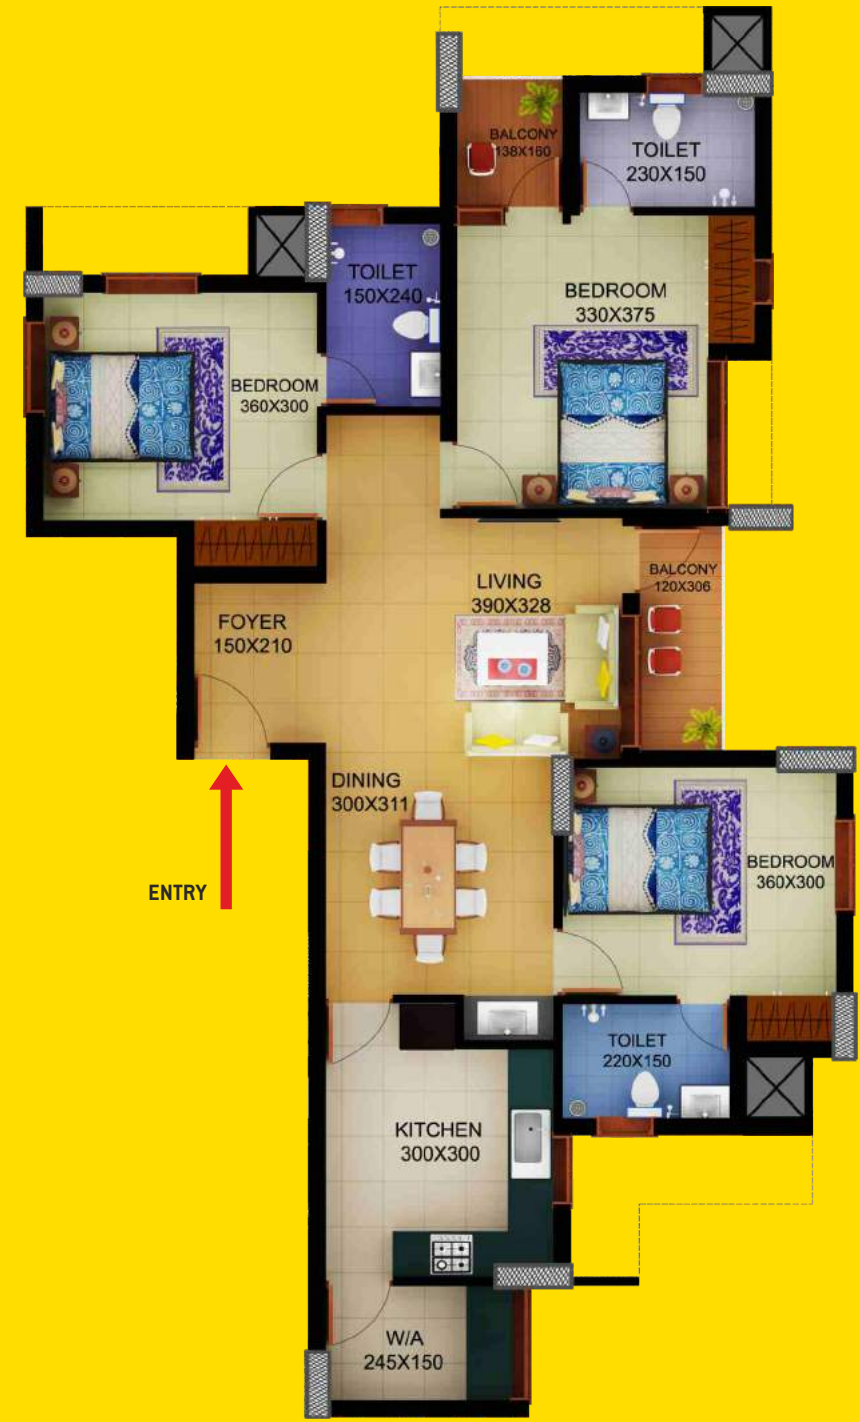 BALCONY
138X160
TOILET
230X150
TOILET
150X240
BEDROOM
330X375
BEDROOM
360X300
LIVING
390X328
BALCONY
120X306
FOYER
150X210
DINING
300X311
ENTRY
BEDROOM
360X300
TOILET
220X150
KITCHEN
300X300
W/A
245X150